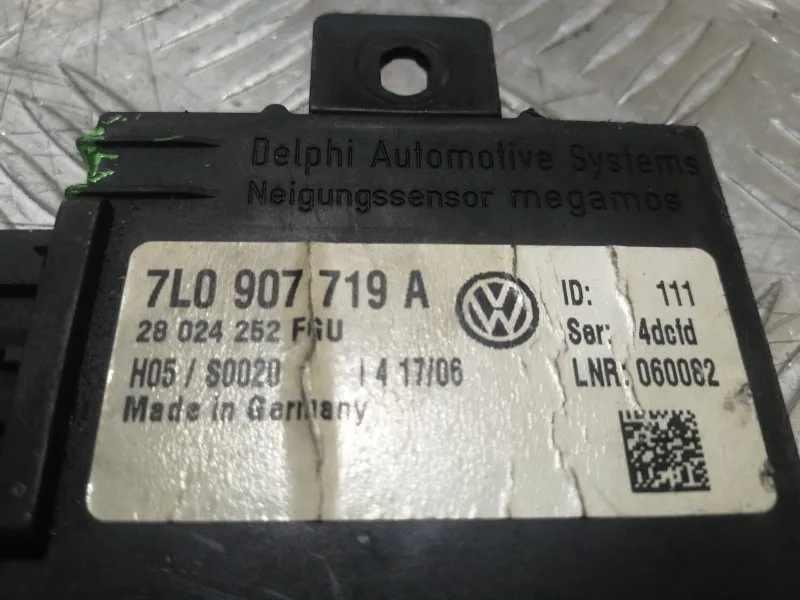 Delphi Automotive Systems
Neigungssensor megamos
7L0 907 719 A
28 024 252 FGU
H05 / S0020 I 4 17/06
Made in Germany
ID: 111
Ser: 4dcfd
LNR: 060082